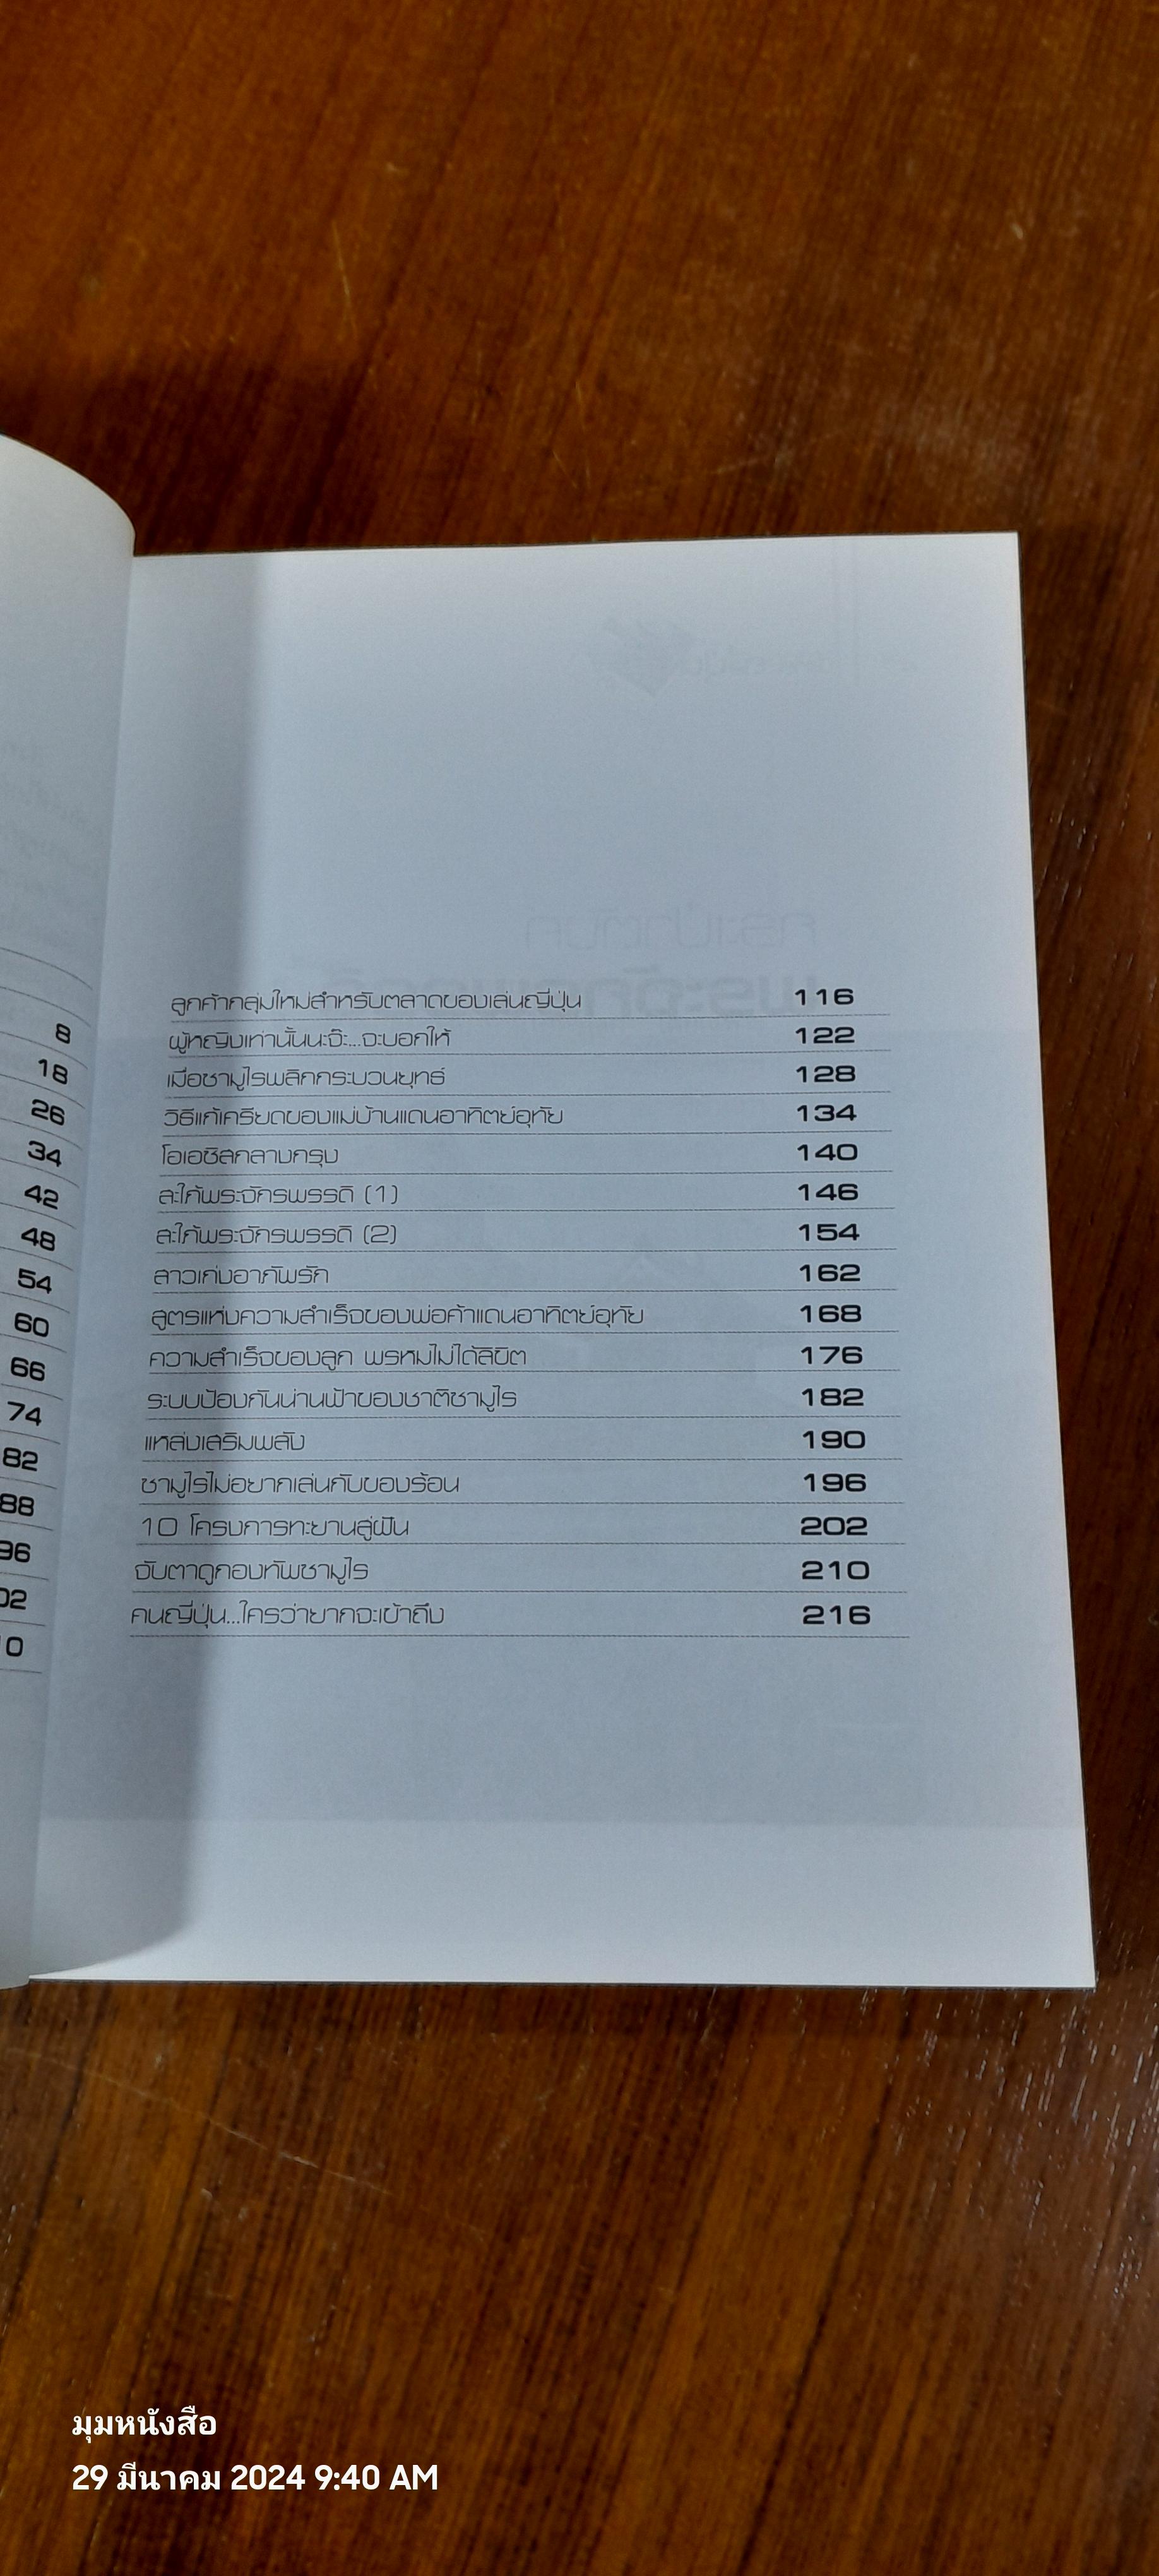 8
18
26
34
42
48
54
60
66
74
82
88
96
02
10
ลูกค้ากลุ่มใหม่สำหรับตลาดของเล่นญี่ปุ่น 116
ผู้หญิงเท่านั้นนะจ๊ะ...จะบอกให้ 122
เมื่อซามูไรพลิกกระบวนยุทธ์ 128
วิธีแก้เครียดของแม่บ้านแดนอาทิตย์อุทัย 134
โอเอซิสกลางกรุง 140
สะใภ้พระจักรพรรดิ (1) 146
สะใภ้พระจักรพรรดิ (2) 154
สาวเก่งอาภัพรัก 162
สูตรแห่งความสำเร็จของพ่อค้าแดนอาทิตย์อุทัย 168
ความสำเร็จของลูก พรหมไม่ได้ลิขิต 176
ระบบป้องกันน่านฟ้าของชาติซามูไร 182
แหล่งเสริมพลัง 190
ซามูไรไม่อยากเล่นกับของร้อน 196
10 โครงการทะยานสู่ฝัน 202
จับตาดูกองทัพซามูไร 210
คนญี่ปุ่น...ใครว่ายากจะเข้าถึง 216
มุมหนังสือ
29 มีนาคม 2024 9:40 AM